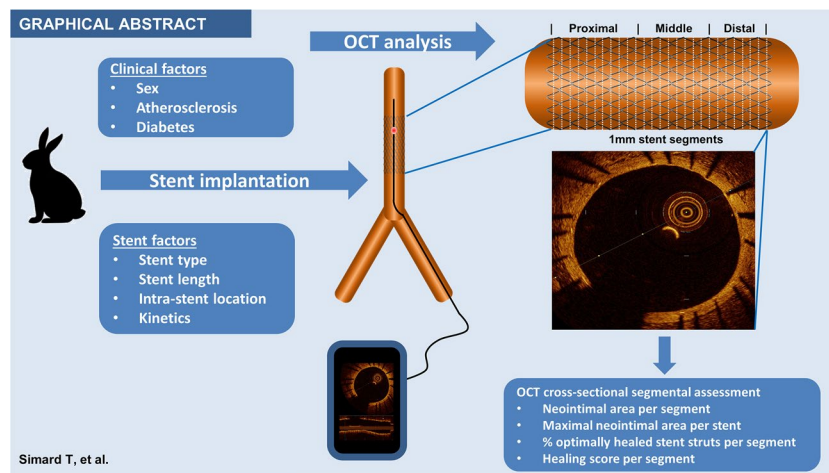 GRAPHICAL ABSTRACT
OCT analysis
| Proximal | Middle | Distal |
Clinical factors
• Sex
• Atherosclerosis
• Diabetes
1mm stent segments
Stent implantation
Stent factors
• Stent type
• Stent length
• Intra-stent location
• Kinetics
OCT cross-sectional segmental assessment
• Neointimal area per segment
• Maximal neointimal area per stent
• % optimally healed stent struts per segment
• Healing score per segment
Simard T, et al.